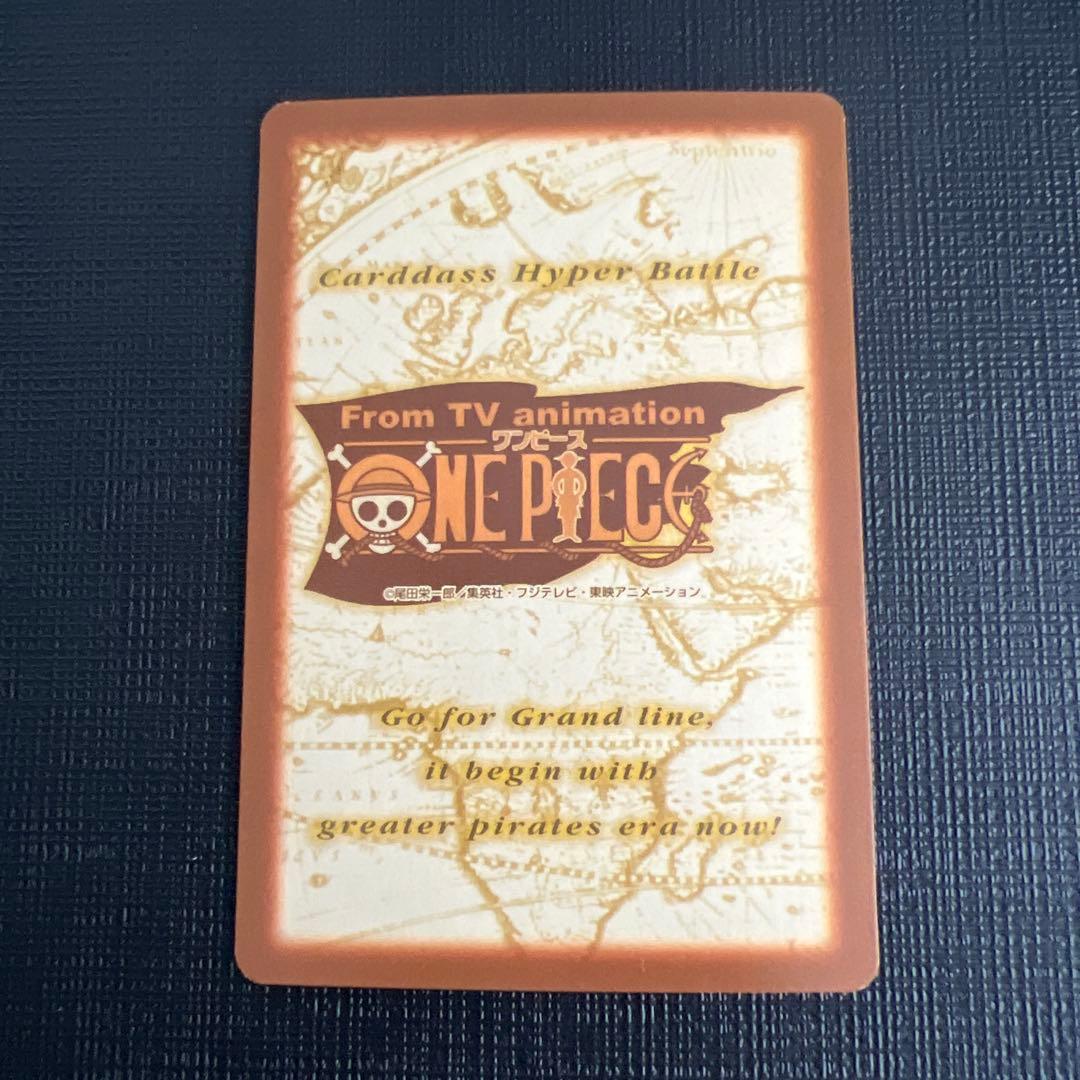 Septentrio
Carddass Hyper Battle
From TV animation
ワンピース
ONE PIECE
©尾田栄一郎／集英社・フジテレビ・東映アニメーション
Go for Grand line,
it begin with
greater pirates era now!